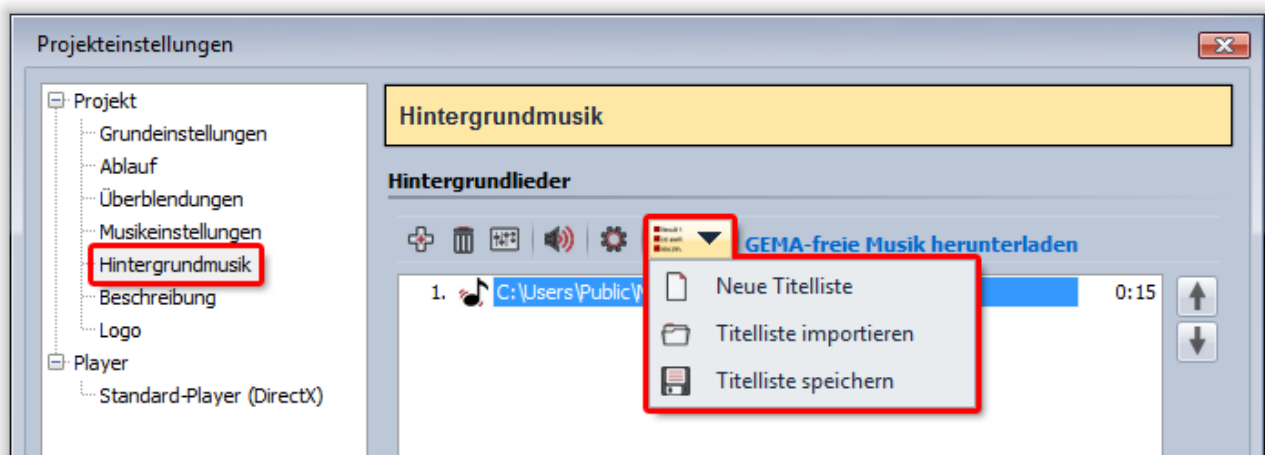 Projekteinstellungen
Projekt
Grundeinstellungen
Ablauf
Überblendungen
Musikeinstellungen
Hintergrundmusik
Beschreibung
Logo
Player
Standard-Player (DirectX)
Hintergrundmusik
Hintergrundlieder
GEMA-freie Musik herunterladen
1. C:\Users\Public\ 0:15
Neue Titelliste
Titelliste importieren
Titelliste speichern